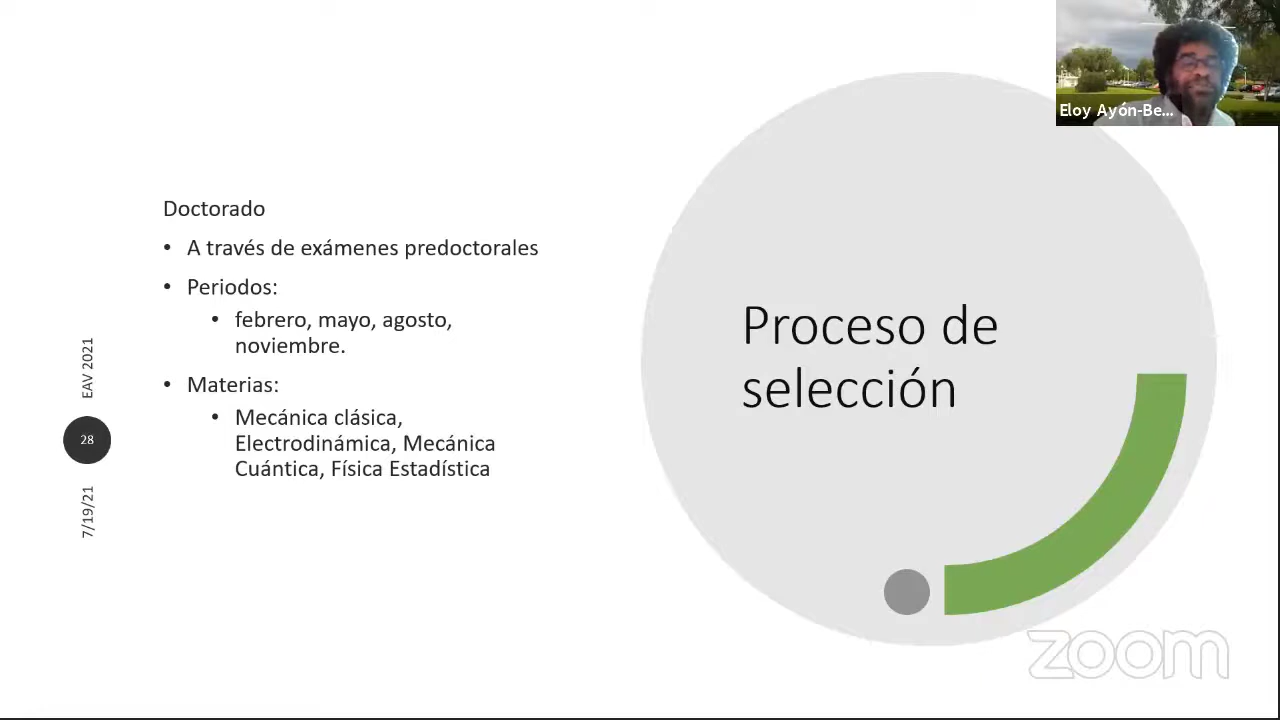 Eloy Ayón-Be...
Doctorado
• A través de exámenes predoctorales
• Periodos:
• febrero, mayo, agosto,
noviembre.
• Materias:
• Mecánica clásica,
Electrodinámica, Mecánica
Cuántica, Física Estadística
Proceso de
selección
EAV 2021
28
7/19/21
zoom